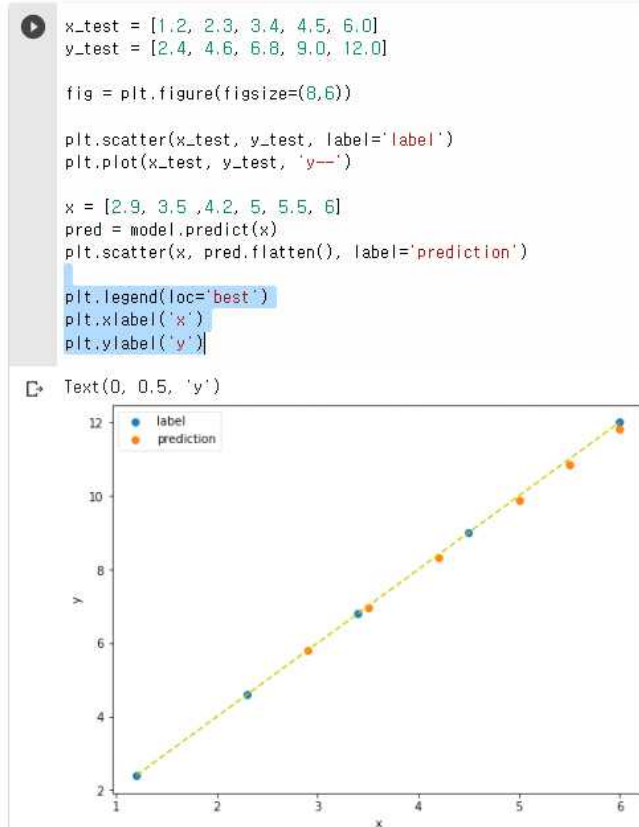 x_test = [1.2, 2.3, 3.4, 4.5, 6.0]
y_test = [2.4, 4.6, 6.8, 9.0, 12.0]
fig = plt.figure(figsize=(8,6))
plt.scatter(x_test, y_test, label='label')
plt.plot(x_test, y_test, 'y--')
x = [2.9, 3.5 ,4.2, 5, 5.5, 6]
pred = model.predict(x)
plt.scatter(x, pred.flatten(), label='prediction')
plt.legend(loc='best')
plt.xlabel('x')
plt.ylabel('y')
Text(0, 0.5, 'y')
label
prediction
12
10
8
6
4
2
y
1 2 3 4 5 6
x